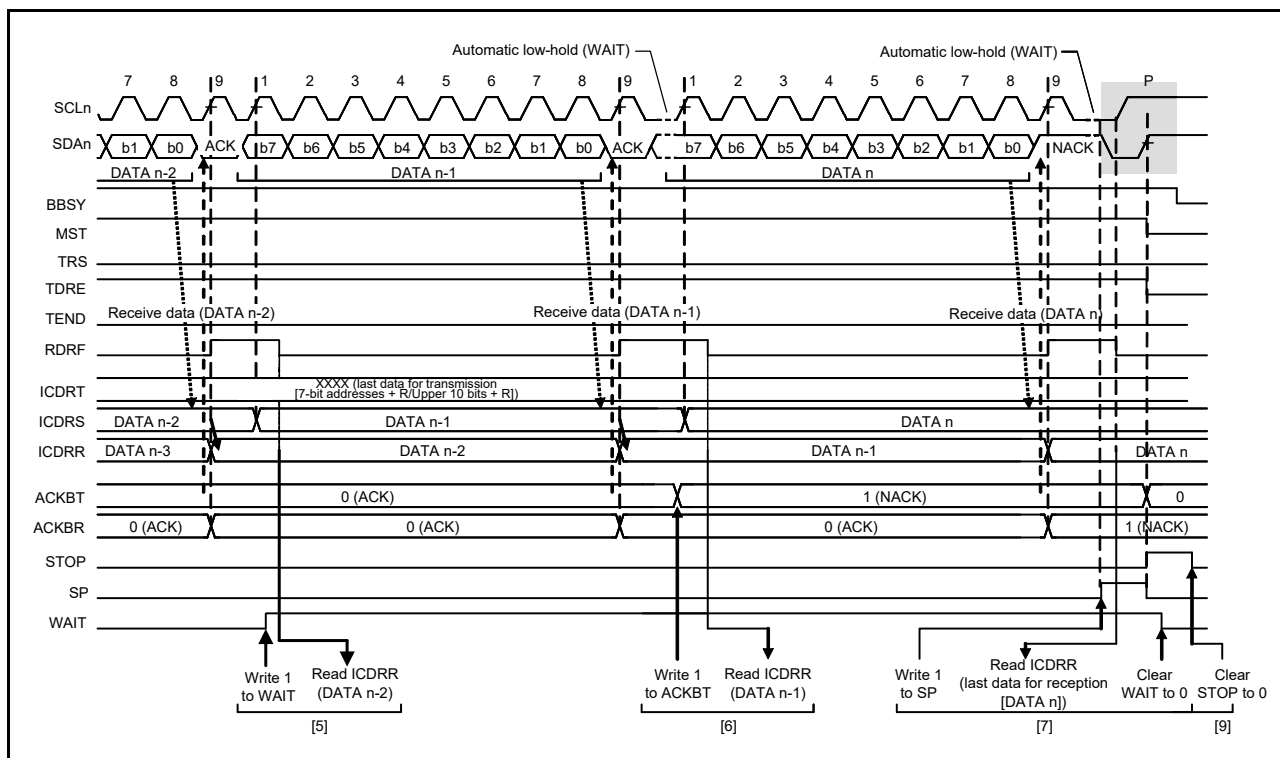 Automatic low-hold (WAIT)
Automatic low-hold (WAIT)
7 8 9 1 2 3 4 5 6 7 8 9 1 2 3 4 5 6 7 8 9 P
SCLn
SDAn b1 b0 ACK b7 b6 b5 b4 b3 b2 b1 b0 ACK b7 b6 b5 b4 b3 b2 b1 b0 NACK
DATA n-2 DATA n-1 DATA n
BBSY
MST
TRS
TDRE
Receive data (DATA n-2) Receive data (DATA n-1) Receive data (DATA n)
TEND
RDRF
XXXX (last data for transmission
ICDRT
[7-bit addresses + R/Upper 10 bits + R])
ICDRS DATA n-2 DATA n-1 DATA n
ICDRR DATA n-3 DATA n-2 DATA n-1 DATA n
ACKBT 0 (ACK) 1 (NACK) 0
ACKBR 0 (ACK) 0 (ACK) 0 (ACK) 1 (NACK)
STOP
SP
WAIT
Write 1
to WAIT
Read ICDRR
(DATA n-2)
Write 1
to ACKBT
Read ICDRR
(DATA n-1)
Write 1
to SP
Read ICDRR
(last data for reception
[DATA n])
Clear
WAIT to 0
Clear
STOP to 0
[5] [6] [7] [9]